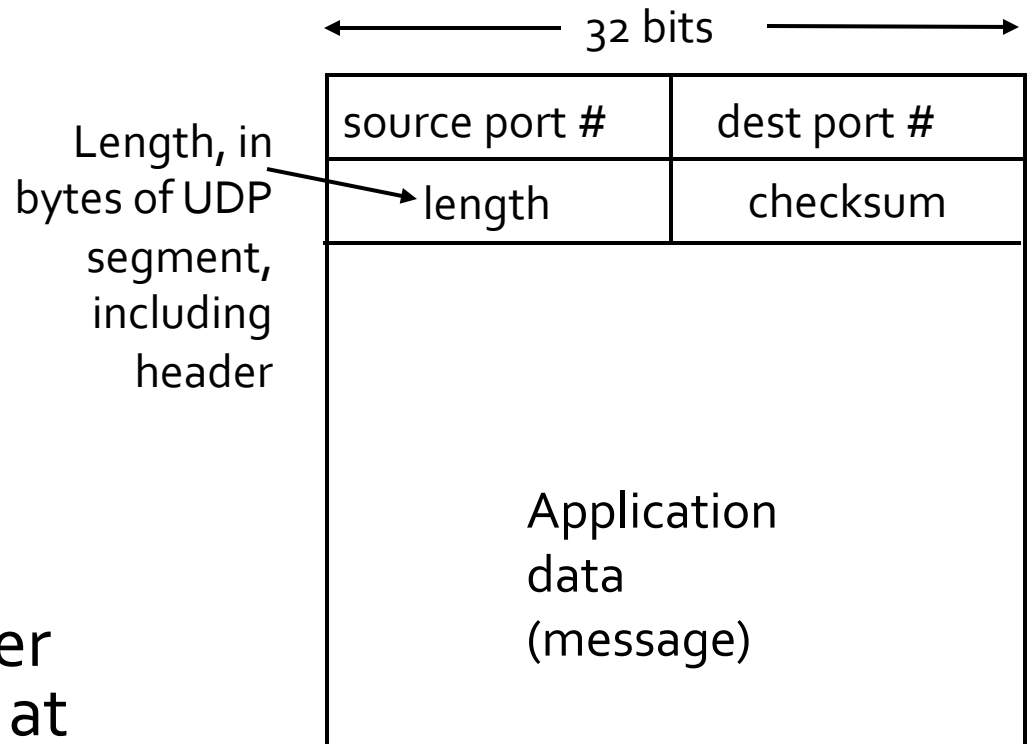 32 bits
source port #
dest port #
Length, in
bytes of UDP
segment,
including
header
length
checksum
Application
data
(message)
er
at